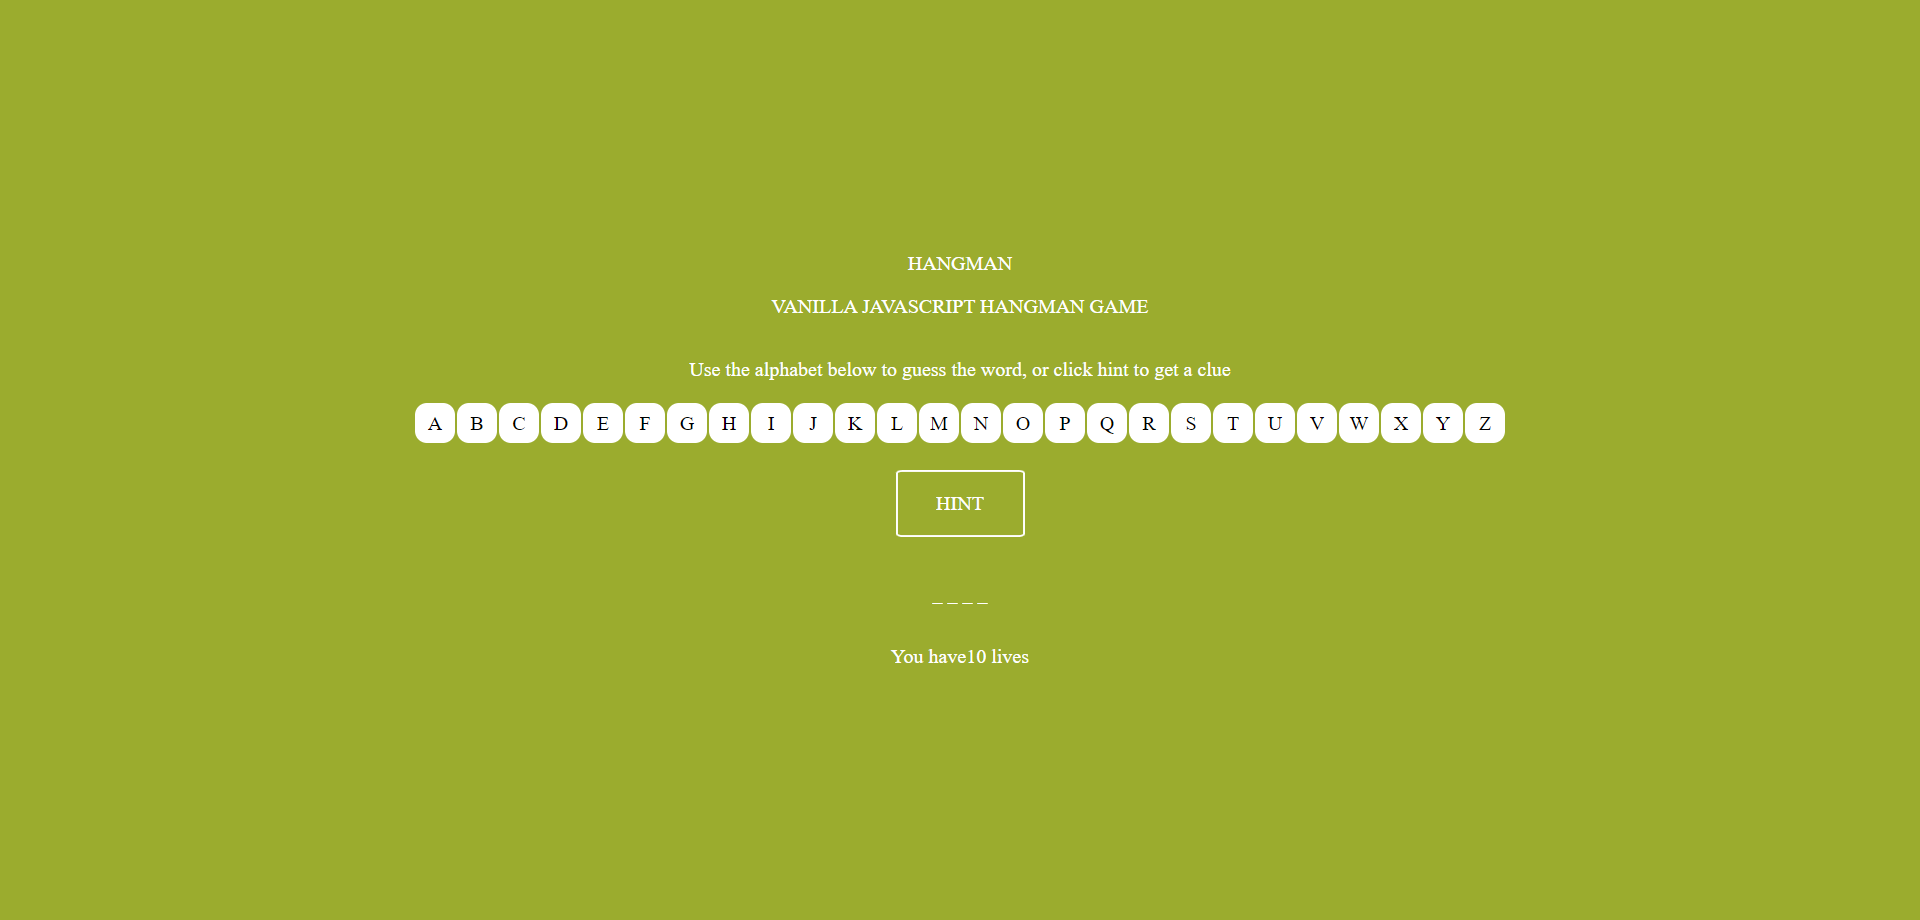 HANGMAN
VANILLA JAVASCRIPT HANGMAN GAME
Use the alphabet below to guess the word, or click hint to get a clue
A B C D E F G H I J K L M N O P Q R S T U V W X Y Z
HINT
_ _ _ _
You have10 lives